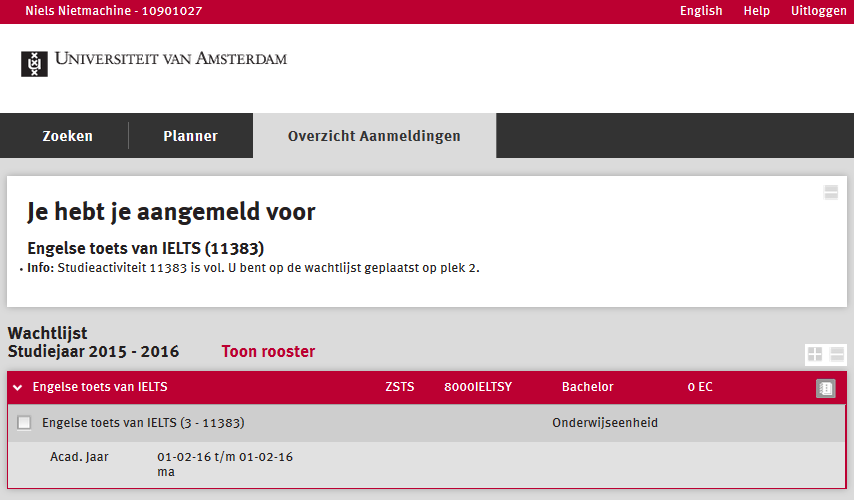 Niels Nietmachine - 10901027 English Help Uitloggen
UNIVERSITEIT VAN AMSTERDAM
Zoeken Planner Overzicht Aanmeldingen
Je hebt je aangemeld voor
Engelse toets van IELTS (11383)
• Info: Studieactiviteit 11383 is vol. U bent op de wachtlijst geplaatst op plek 2.
Wachtlijst
Studiejaar 2015 - 2016 Toon rooster
Engelse toets van IELTS ZSTS 8000IELTSY Bachelor 0 EC
Engelse toets van IELTS (3 - 11383) Onderwijseenheid
Acad. Jaar 01-02-16 t/m 01-02-16
ma